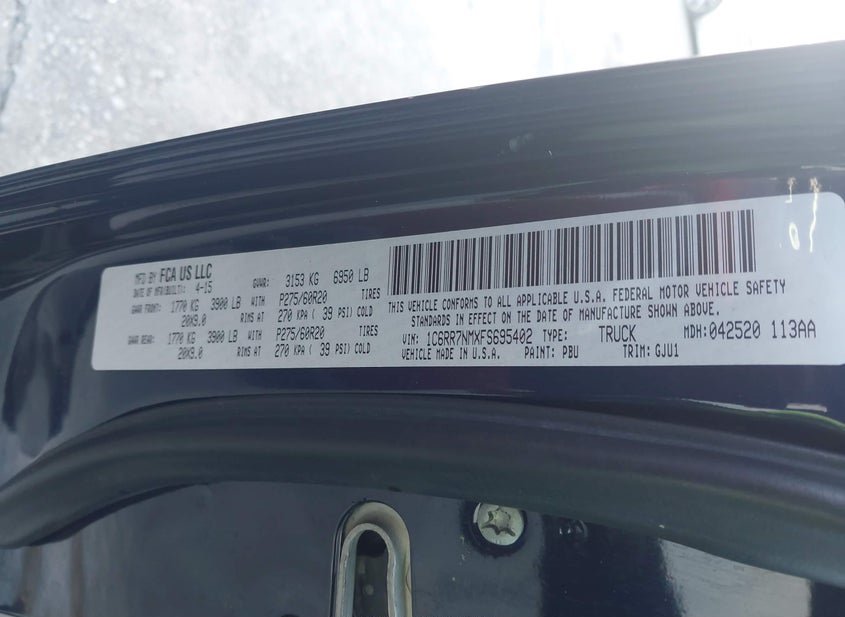 MFD BY FCA US LLC
DATE OF MFR(BUILT): 4-15 GVWR: 3153 KG 6950 LB
GAWR FRONT: 1770 KG 3900 LB WITH P275/60R20 TIRES
20X9.0 RIMS AT 270 KPA ( 39 PSI) COLD
GAWR REAR: 1770 KG 3900 LB WITH P275/60R20 TIRES
20X9.0 RIMS AT 270 KPA ( 39 PSI) COLD
THIS VEHICLE CONFORMS TO ALL APPLICABLE U.S.A. FEDERAL MOTOR VEHICLE SAFETY
STANDARDS IN EFFECT ON THE DATE OF MANUFACTURE SHOWN ABOVE.
VIN: 1C6RR7NMXFS695402 TYPE: TRUCK MDH: 042520 113AA
VEHICLE MADE IN U.S.A. PAINT: PBU TRIM: GJU1